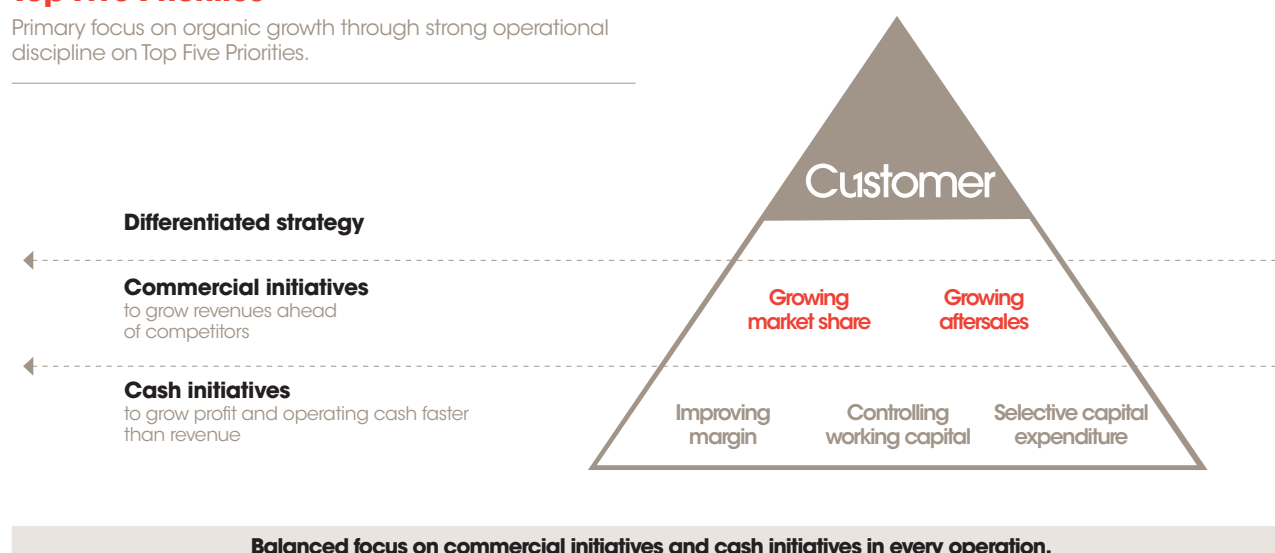 Top Five Priorities
Primary focus on organic growth through strong operational
discipline on Top Five Priorities.
Customer
Differentiated strategy
Commercial initiatives
to grow revenues ahead
of competitors
Growing
market share
Growing
aftersales
Cash initiatives
to grow profit and operating cash faster
than revenue
Improving
margin
Controlling
working capital
Selective capital
expenditure
Balanced focus on commercial initiatives and cash initiatives in every operation.